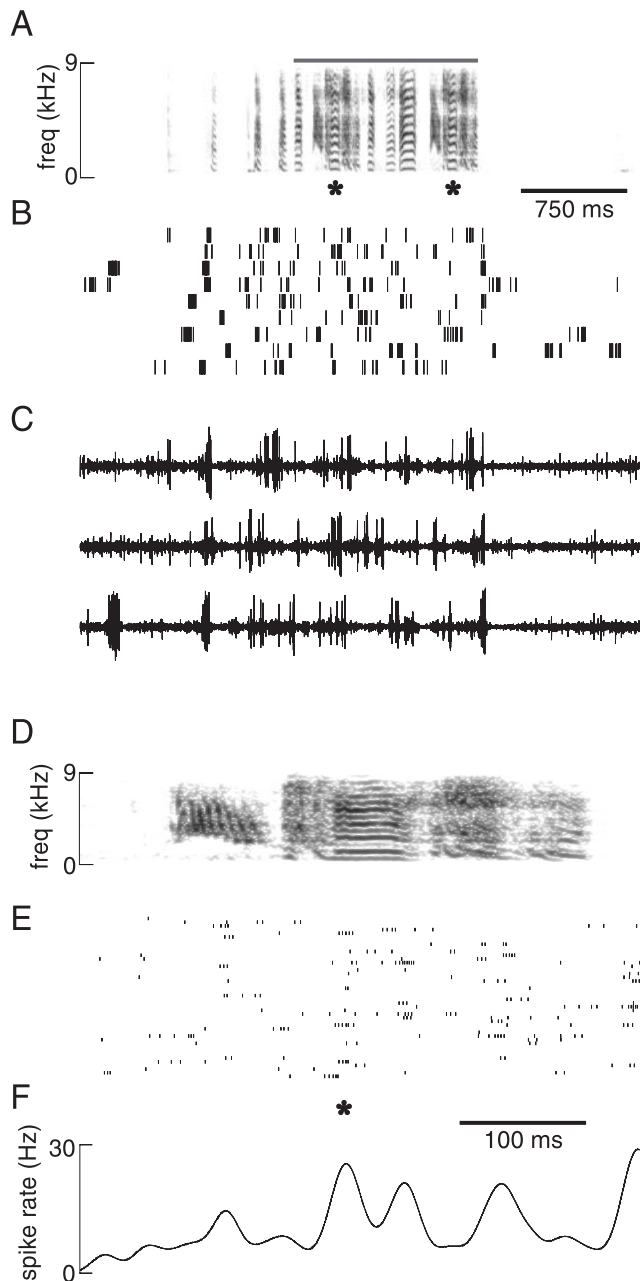 A
9
freq (kHz)
0
* *
750 ms
B
C
D
9
freq (kHz)
0
E
F
*
100 ms
30
spike rate (Hz)
0